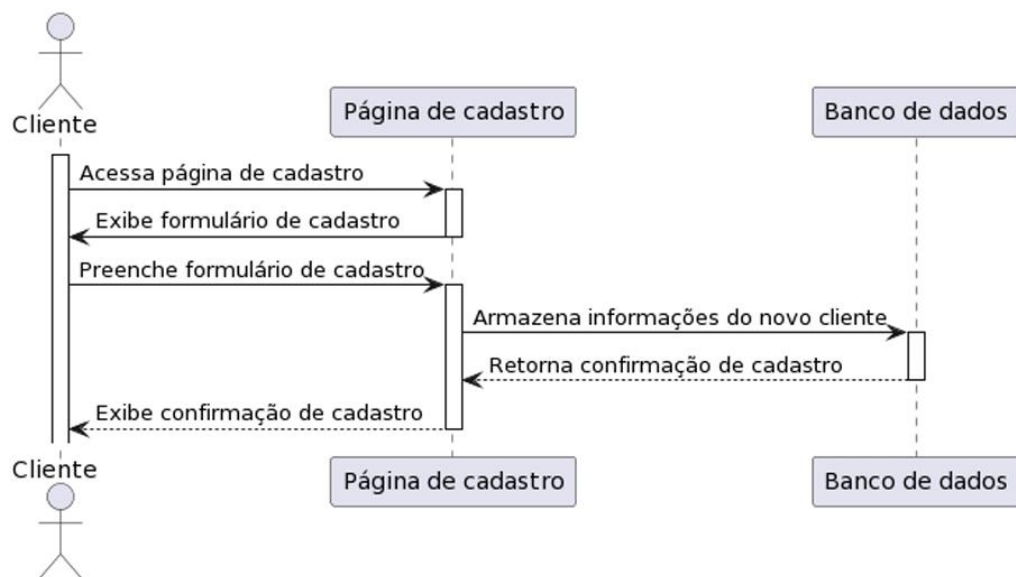 Cliente
Página de cadastro
Banco de dados
Acessa página de cadastro
Exibe formulário de cadastro
Preenche formulário de cadastro
Armazena informações do novo cliente
Retorna confirmação de cadastro
Exibe confirmação de cadastro
Cliente
Página de cadastro
Banco de dados